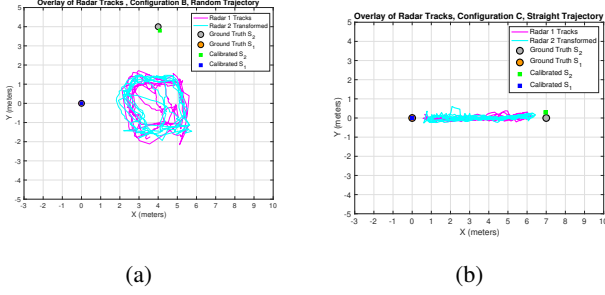 Overlay of Radar Tracks , Configuration B, Random Trajectory
5
4
3
2
1
0
-1
-2
-3
-4
-5
Y (meters)
-3 -2 -1 0 1 2 3 4 5 6 7 8 9 10
X (meters)
Radar 1 Tracks
Radar 2 Transformed
Ground Truth S2
Ground Truth S1
Calibrated S2
Calibrated S1
(a)
Overlay of Radar Tracks, Configuration C, Straight Trajectory
5
4
3
2
1
0
-1
-2
-3
-4
-5
Y (meters)
-3 -2 -1 0 1 2 3 4 5 6 7 8 9 10
X (meters)
Radar 1 Tracks
Radar 2 Transformed
Ground Truth S2
Ground Truth S1
Calibrated S2
Calibrated S1
(b)